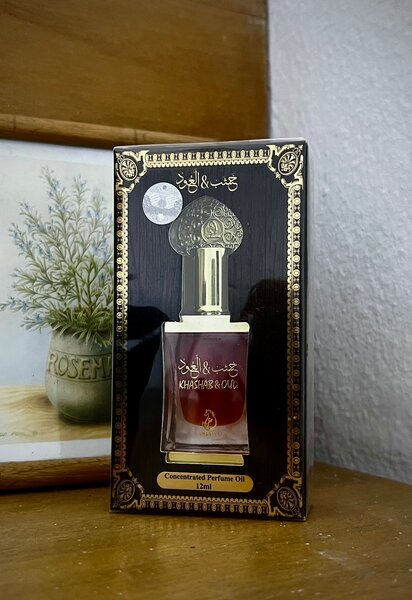 خشب & العود
خشب & العود
KHASHAB & OUD
Concentrated Perfume Oil
12ml
ROSEM